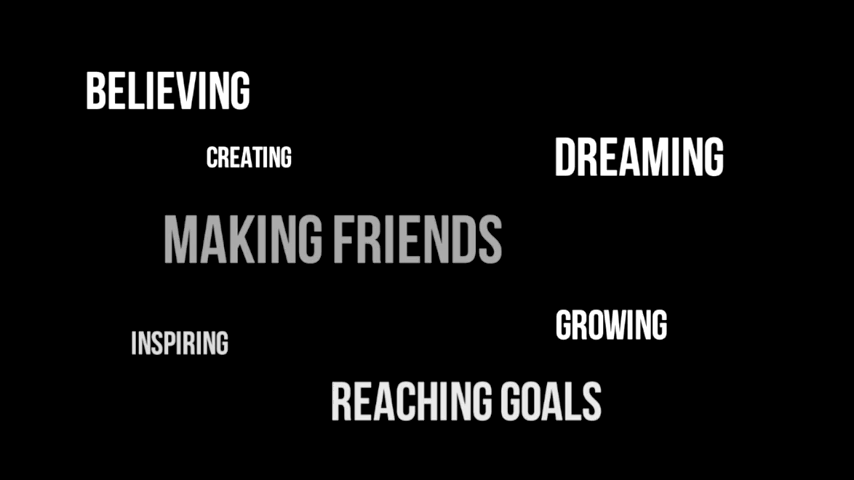 BELIEVING
CREATING
DREAMING
MAKING FRIENDS
GROWING
INSPIRING
REACHING GOALS